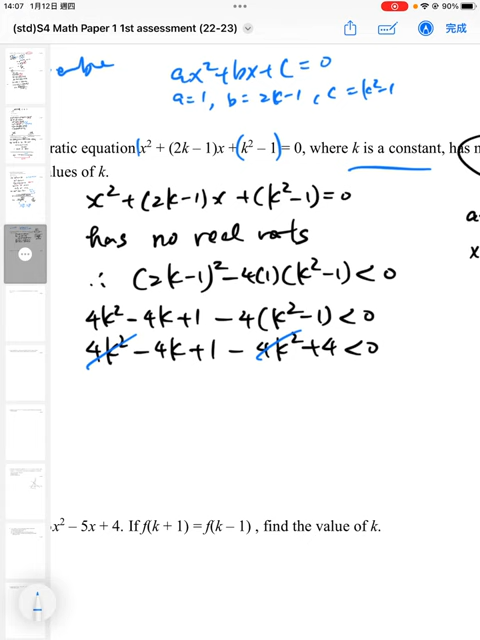 14:07 1月12日 週四
90%
(std)S4 Math Paper 1 1st assessment (22-23)
完成
ax²+bx+c=0
a=1, b=2k-1, c=k²-1
ratic equation x² + (2k − 1)x + (k² − 1) = 0, where k is a constant, has n
lues of k.
x²+(2k-1)x+(k²-1)=0
a
has no real roots
x
∴ (2k-1)²-4(1)(k²-1)<0
4k²-4k+1-4(k²-1)<0
4k²-4k+1-4k²+4<0
x² – 5x + 4. If f(k + 1) = f(k – 1) , find the value of k.